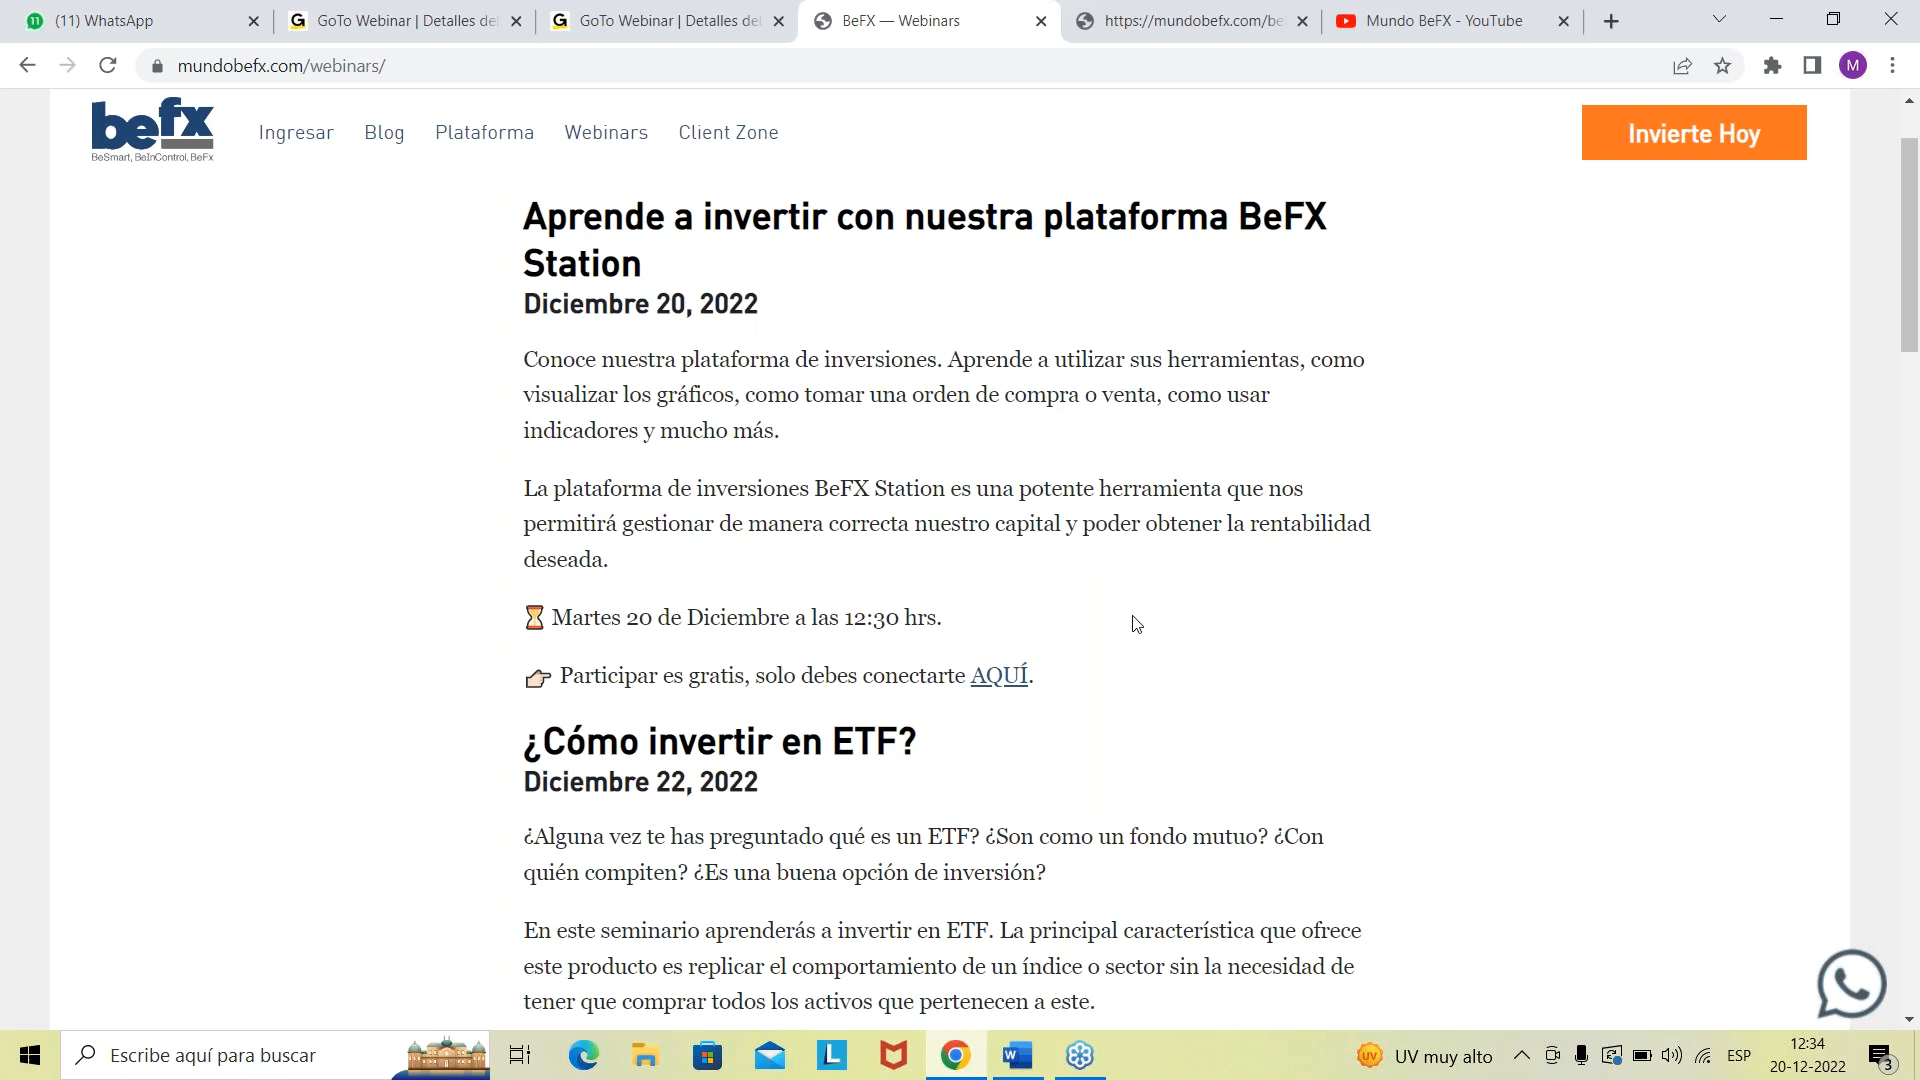 11
(11) WhatsApp
GoTo Webinar | Detalles del
GoTo Webinar | Detalles del
BeFX — Webinars
https://mundobefx.com/be
Mundo BeFX - YouTube
mundobefx.com/webinars/
M
befx
BeSmart, BeInControl, BeFx
Ingresar
Blog
Plataforma
Webinars
Client Zone
Invierte Hoy
Aprende a invertir con nuestra plataforma BeFX
Station
Diciembre 20, 2022
Conoce nuestra plataforma de inversiones. Aprende a utilizar sus herramientas, como
visualizar los gráficos, como tomar una orden de compra o venta, como usar
indicadores y mucho más.
La plataforma de inversiones BeFX Station es una potente herramienta que nos
permitirá gestionar de manera correcta nuestro capital y poder obtener la rentabilidad
deseada.
Martes 20 de Diciembre a las 12:30 hrs.
Participar es gratis, solo debes conectarte AQUÍ.
¿Cómo invertir en ETF?
Diciembre 22, 2022
¿Alguna vez te has preguntado qué es un ETF? ¿Son como un fondo mutuo? ¿Con
quién compiten? ¿Es una buena opción de inversión?
En este seminario aprenderás a invertir en ETF. La principal característica que ofrece
este producto es replicar el comportamiento de un índice o sector sin la necesidad de
tener que comprar todos los activos que pertenecen a este.
Escribe aquí para buscar
L
W
UV
UV muy alto
ESP
12:34
20-12-2022
3